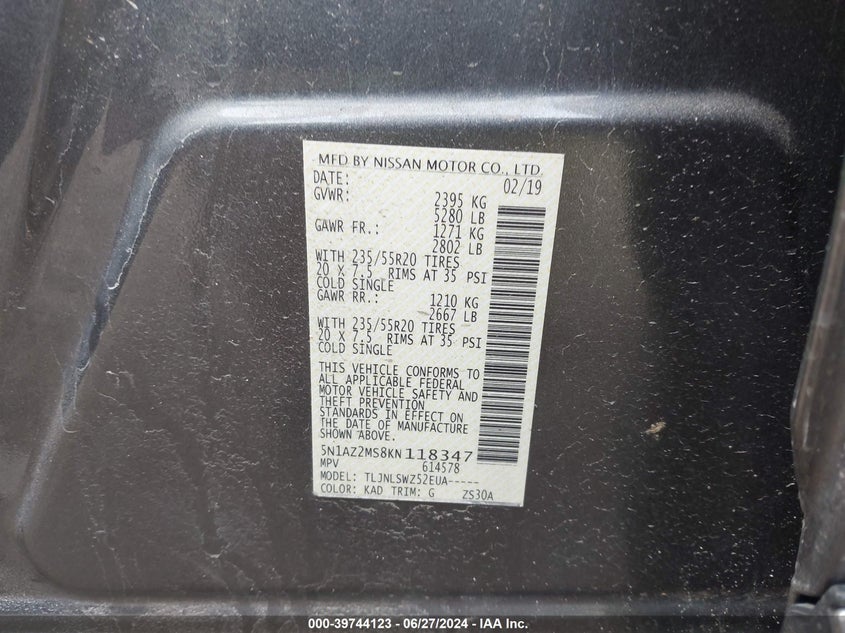 MFD BY NISSAN MOTOR CO., LTD.
DATE: 02/19
GVWR: 2395 KG
5280 LB
GAWR FR.: 1271 KG
2802 LB
WITH 235/55R20 TIRES
20 X 7.5 RIMS AT 35 PSI
COLD SINGLE
GAWR RR.: 1210 KG
2667 LB
WITH 235/55R20 TIRES
20 X 7.5 RIMS AT 35 PSI
COLD SINGLE
THIS VEHICLE CONFORMS TO
ALL APPLICABLE FEDERAL
MOTOR VEHICLE SAFETY AND
THEFT PREVENTION
STANDARDS IN EFFECT ON
THE DATE OF MANUFACTURE
SHOWN ABOVE.
5N1AZ2MS8KN118347
MPV 614578
MODEL: TLJNLSWZ52EUA-----
COLOR: KAD TRIM: G ZS30A
000-39744123 - 06/27/2024 - IAA Inc.